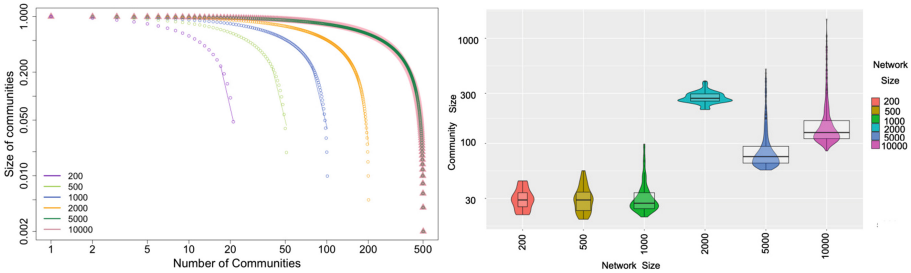 1.000
0.200
0.050
0.010
0.002
Size of communities
200
500
1000
2000
5000
10000
1 2 5 10 20 50 100 200 500
Number of Communities
1000
300
100
30
Community Size
200 500 1000 2000 5000 10000
Network Size
Network
Size
200
500
1000
2000
5000
10000